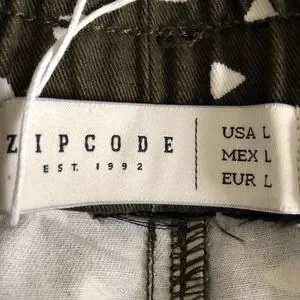 ZIPCODE
EST. 1992
USA L
MEX L
EUR L